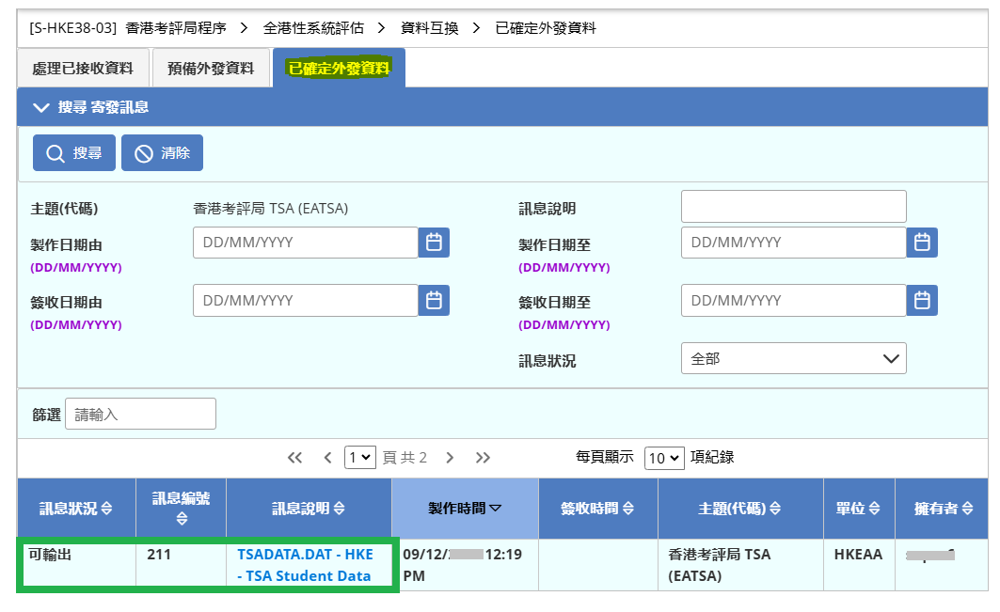 [S-HKE38-03] 香港考評局程序 > 全港性系統評估 > 資料互換 > 已確定外發資料
處理已接收資料 預備外發資料 已確定外發資料
搜尋 寄發訊息
搜尋 清除
主題(代碼) 香港考評局 TSA (EATSA) 訊息說明
製作日期由 DD/MM/YYYY 製作日期至 DD/MM/YYYY
(DD/MM/YYYY) (DD/MM/YYYY)
簽收日期由 DD/MM/YYYY 簽收日期至 DD/MM/YYYY
(DD/MM/YYYY) (DD/MM/YYYY)
訊息狀況 全部
篩選 請輸入
<< < 1 頁 共 2 > >> 每頁顯示 10 項紀錄
訊息狀況 訊息編號 訊息說明 製作時間 簽收時間 主題(代碼) 單位 擁有者
可輸出 211 TSADATA.DAT - HKE 09/12/ 12:19 香港考評局 TSA HKEAA
- TSA Student Data PM (EATSA)